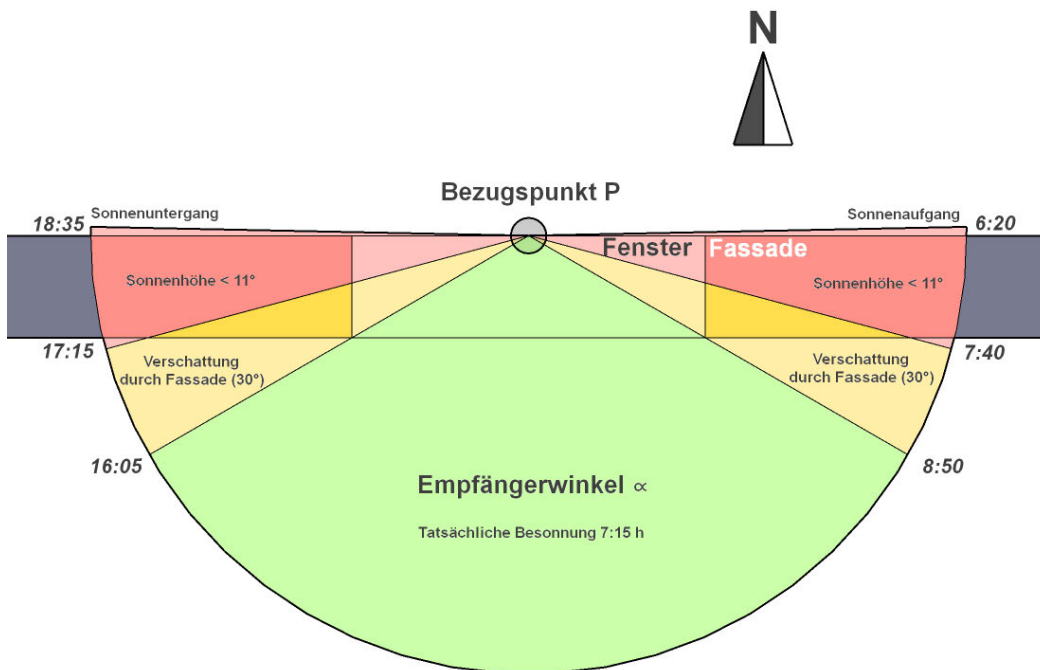 N
Bezugspunkt P
18:35
Sonnenuntergang
Sonnenaufgang
6:20
Fenster
Fassade
Sonnenhöhe < 11°
Sonnenhöhe < 11°
17:15
7:40
Verschattung
durch Fassade (30°)
Verschattung
durch Fassade (30°)
16:05
8:50
Empfängerwinkel ∝
Tatsächliche Besonnung 7:15 h